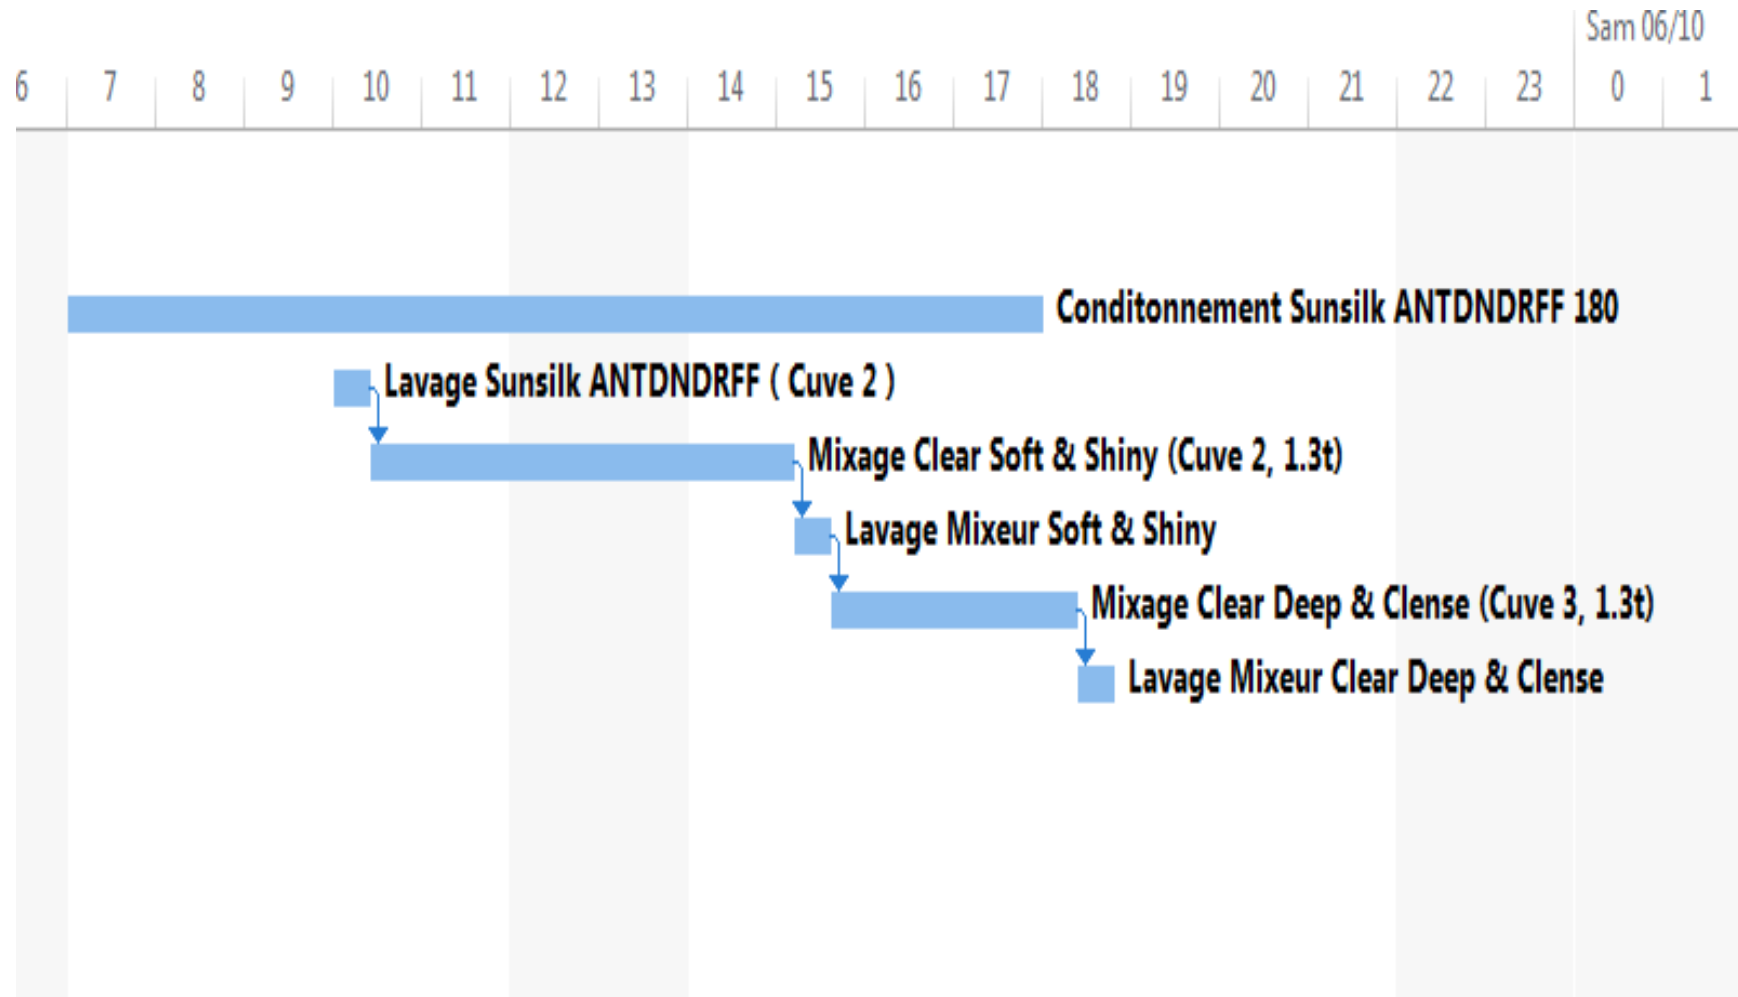 Sam 06/10
6 7 8 9 10 11 12 13 14 15 16 17 18 19 20 21 22 23 0 1
Conditonnement Sunsilk ANTDNDRFF 180
Lavage Sunsilk ANTDNDRFF ( Cuve 2 )
Mixage Clear Soft & Shiny (Cuve 2, 1.3t)
Lavage Mixeur Soft & Shiny
Mixage Clear Deep & Clense (Cuve 3, 1.3t)
Lavage Mixeur Clear Deep & Clense